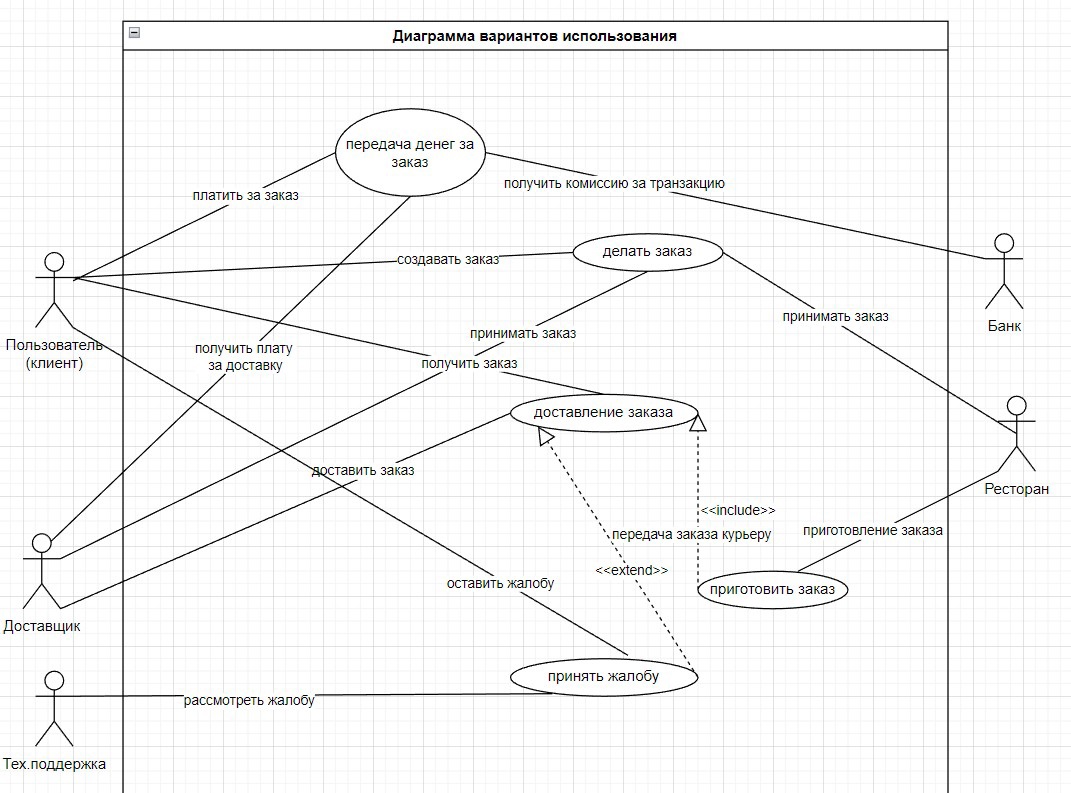 Диаграмма вариантов использования
передача денег за
заказ
платить за заказ
получить комиссию за транзакцию
делать заказ
создавать заказ
Банк
принимать заказ
принимать заказ
Пользователь
(клиент)
получить плату
за доставку
получить заказ
доставление заказа
доставить заказ
Ресторан
<<include>>
передача заказа курьеру
приготовление заказа
<<extend>>
оставить жалобу
приготовить заказ
Доставщик
принять жалобу
рассмотреть жалобу
Тех.поддержка